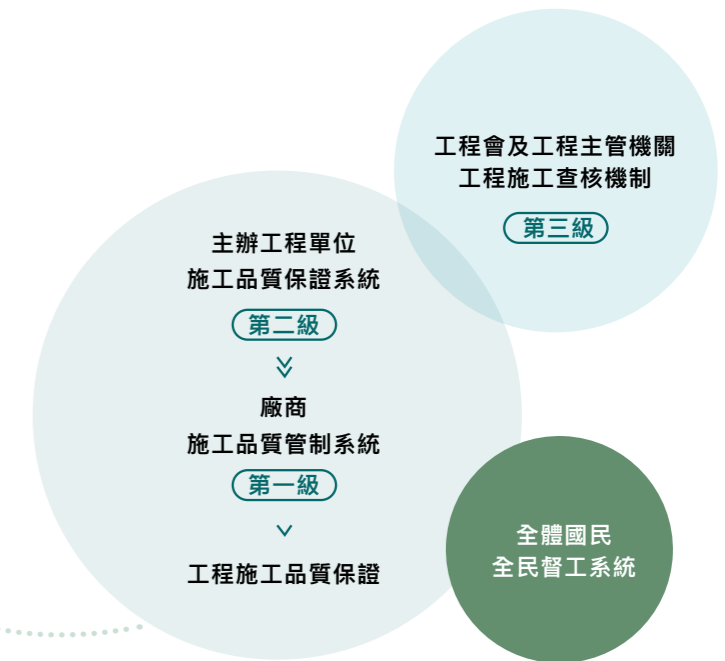 工程會及工程主管機關
工程施工查核機制
第三級
主辦工程單位
施工品質保證系統
第二級
廠商
施工品質管制系統
第一級
工程施工品質保證
全體國民
全民督工系統